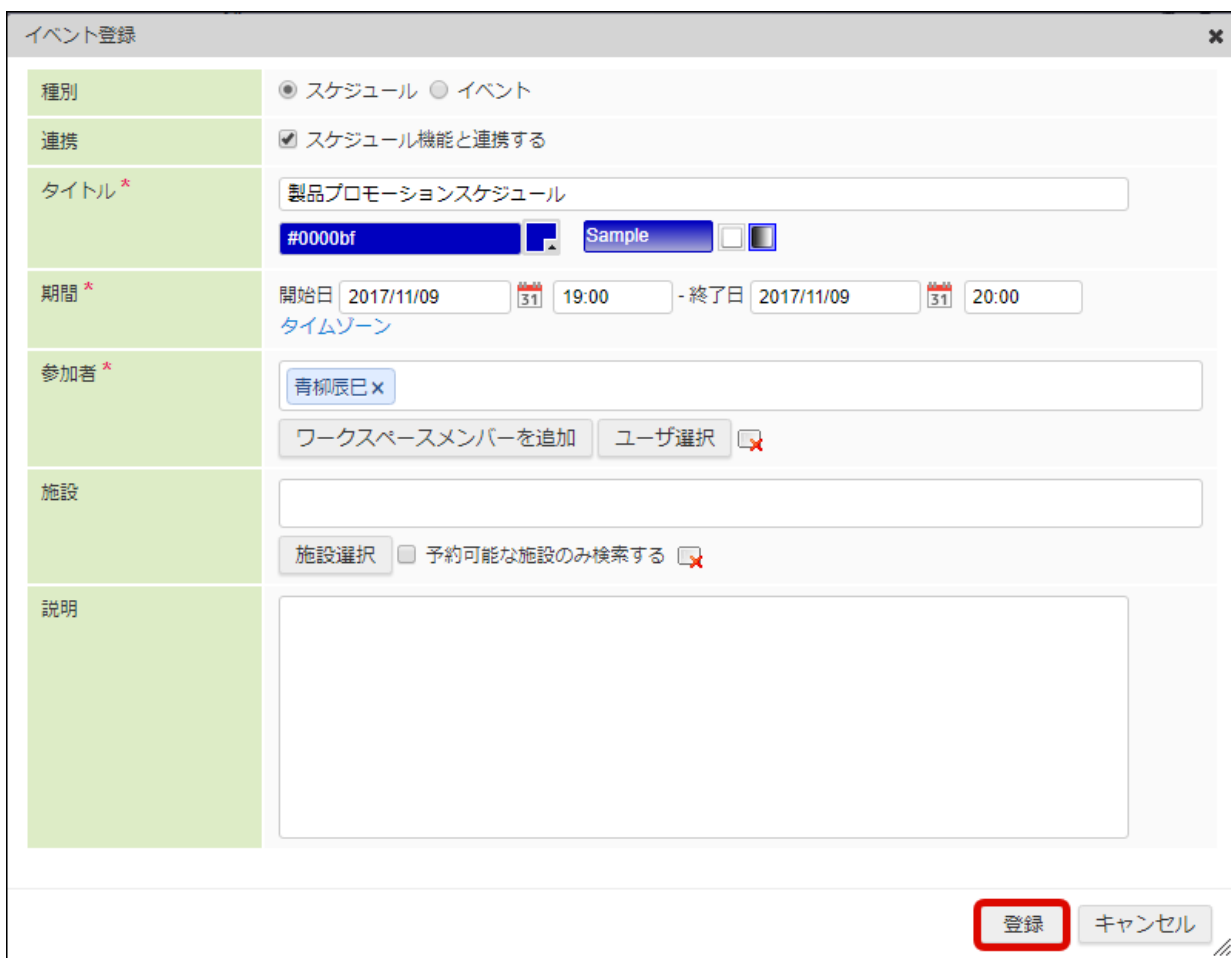 イベント登録
種別 スケジュール イベント
連携 スケジュール機能と連携する
タイトル * 製品プロモーションスケジュール
#0000bf Sample
期間 * 開始日 2017/11/09 31 19:00 - 終了日 2017/11/09 31 20:00
タイムゾーン
参加者 * 青柳辰巳 ×
ワークスペースメンバーを追加 ユーザ選択
施設
施設選択 予約可能な施設のみ検索する
説明
登録 キャンセル